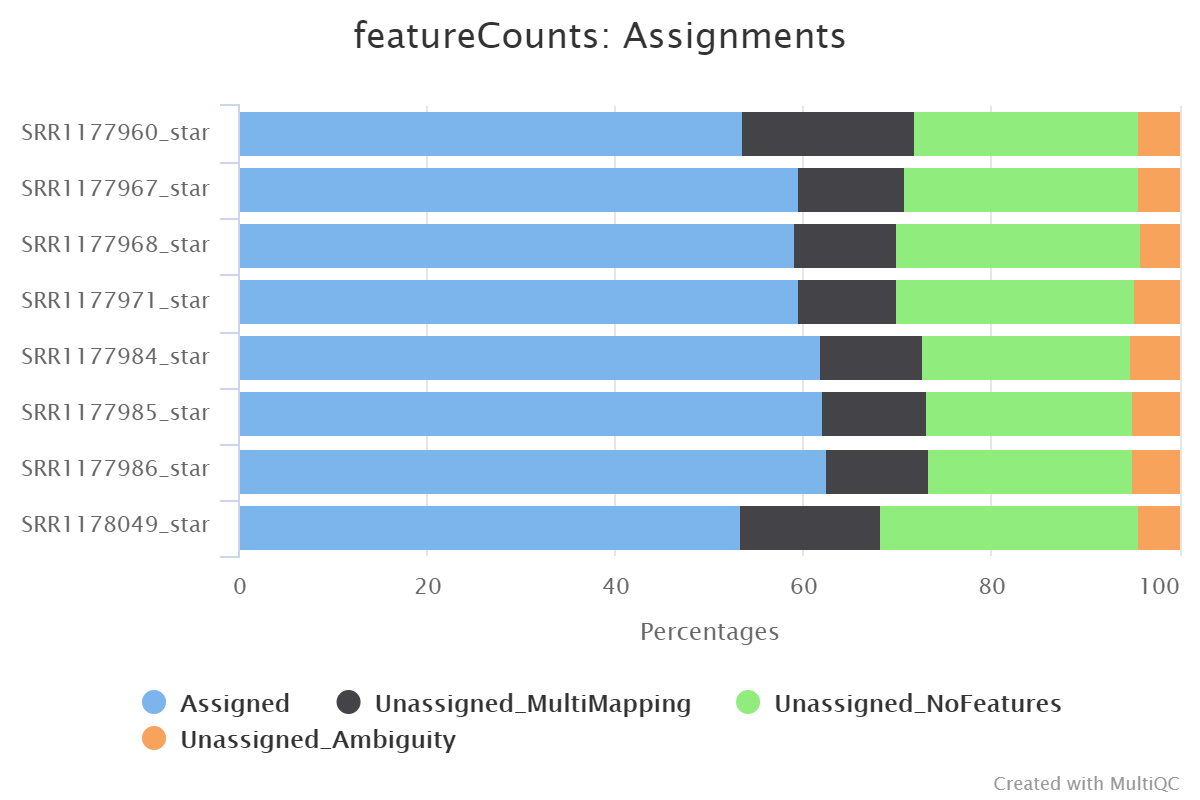 featureCounts: Assignments
SRR1177960_star
SRR1177967_star
SRR1177968_star
SRR1177971_star
SRR1177984_star
SRR1177985_star
SRR1177986_star
SRR1178049_star
0 20 40 60 80 100
Percentages
Assigned Unassigned_MultiMapping Unassigned_NoFeatures
Unassigned_Ambiguity
Created with MultiQC